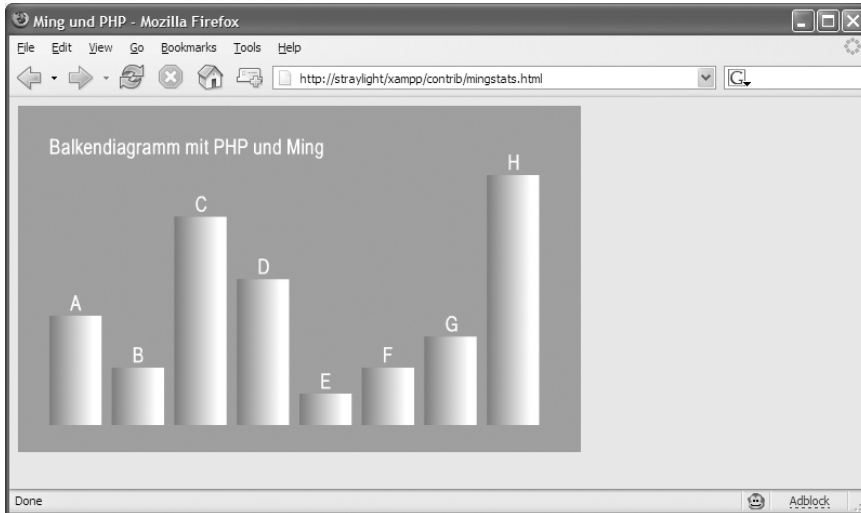 Ming und PHP - Mozilla Firefox
File Edit View Go Bookmarks Tools Help
http://straylight/xampp/contrib/mingstats.html
G
Balkendiagramm mit PHP und Ming
H
C
D
A
G
B
F
E
Done Adblock